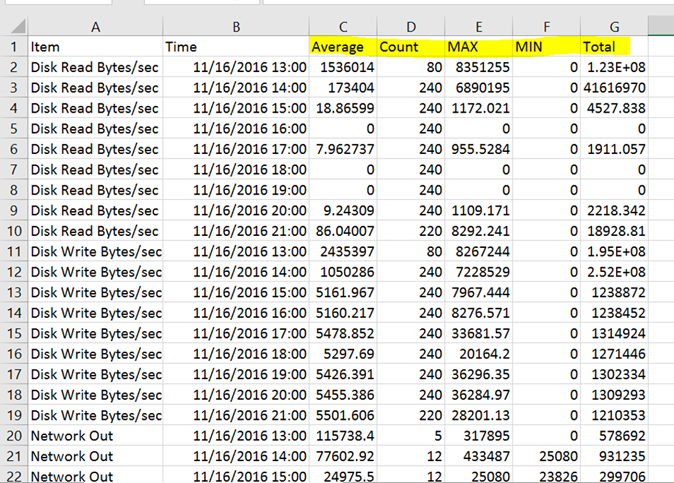 A B C D E F G
1 Item Time Average Count MAX MIN Total
2 Disk Read Bytes/sec 11/16/2016 13:00 1536014 80 8351255 0 1.23E+08
3 Disk Read Bytes/sec 11/16/2016 14:00 173404 240 6890195 0 41616970
4 Disk Read Bytes/sec 11/16/2016 15:00 18.86599 240 1172.021 0 4527.838
5 Disk Read Bytes/sec 11/16/2016 16:00 0 240 0 0 0
6 Disk Read Bytes/sec 11/16/2016 17:00 7.962737 240 955.5284 0 1911.057
7 Disk Read Bytes/sec 11/16/2016 18:00 0 240 0 0 0
8 Disk Read Bytes/sec 11/16/2016 19:00 0 240 0 0 0
9 Disk Read Bytes/sec 11/16/2016 20:00 9.24309 240 1109.171 0 2218.342
10 Disk Read Bytes/sec 11/16/2016 21:00 86.04007 220 8292.241 0 18928.81
11 Disk Write Bytes/sec 11/16/2016 13:00 2435397 80 8267244 0 1.95E+08
12 Disk Write Bytes/sec 11/16/2016 14:00 1050286 240 7228529 0 2.52E+08
13 Disk Write Bytes/sec 11/16/2016 15:00 5161.967 240 7967.444 0 1238872
14 Disk Write Bytes/sec 11/16/2016 16:00 5160.217 240 8276.571 0 1238452
15 Disk Write Bytes/sec 11/16/2016 17:00 5478.852 240 33681.57 0 1314924
16 Disk Write Bytes/sec 11/16/2016 18:00 5297.69 240 20164.2 0 1271446
17 Disk Write Bytes/sec 11/16/2016 19:00 5426.391 240 36296.35 0 1302334
18 Disk Write Bytes/sec 11/16/2016 20:00 5455.386 240 36284.97 0 1309293
19 Disk Write Bytes/sec 11/16/2016 21:00 5501.606 220 28201.13 0 1210353
20 Network Out 11/16/2016 13:00 115738.4 5 317895 0 578692
21 Network Out 11/16/2016 14:00 77602.92 12 433487 25080 931235
22 Network Out 11/16/2016 15:00 24975.5 12 25080 23826 299706